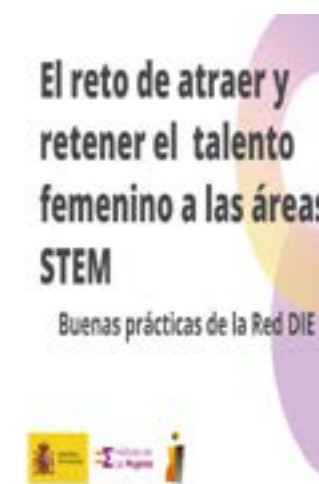 El reto de atraer y
retener el talento
femenino a las áreas
STEM
Buenas prácticas de la Red DIE